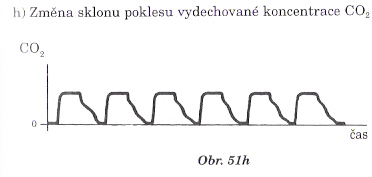 h) Změna sklonu poklesu vydechované koncentrace CO₂
CO₂
0
čas
Obr. 51h